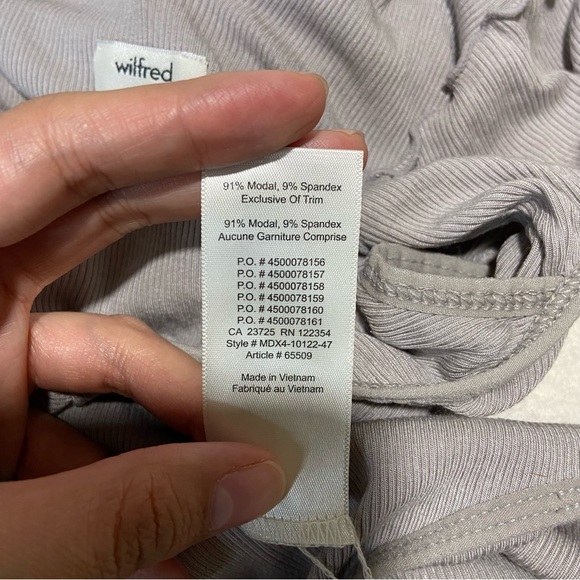 wilfred
91% Modal, 9% Spandex
Exclusive Of Trim
91% Modal, 9% Spandex
Aucune Garniture Comprise
P.O. # 4500078156
P.O. # 4500078157
P.O. # 4500078158
P.O. # 4500078159
P.O. # 4500078160
P.O. # 4500078161
CA 23725 RN 122354
Style # MDX4-10122-47
Article # 65509
Made in Vietnam
Fabriqué au Vietnam